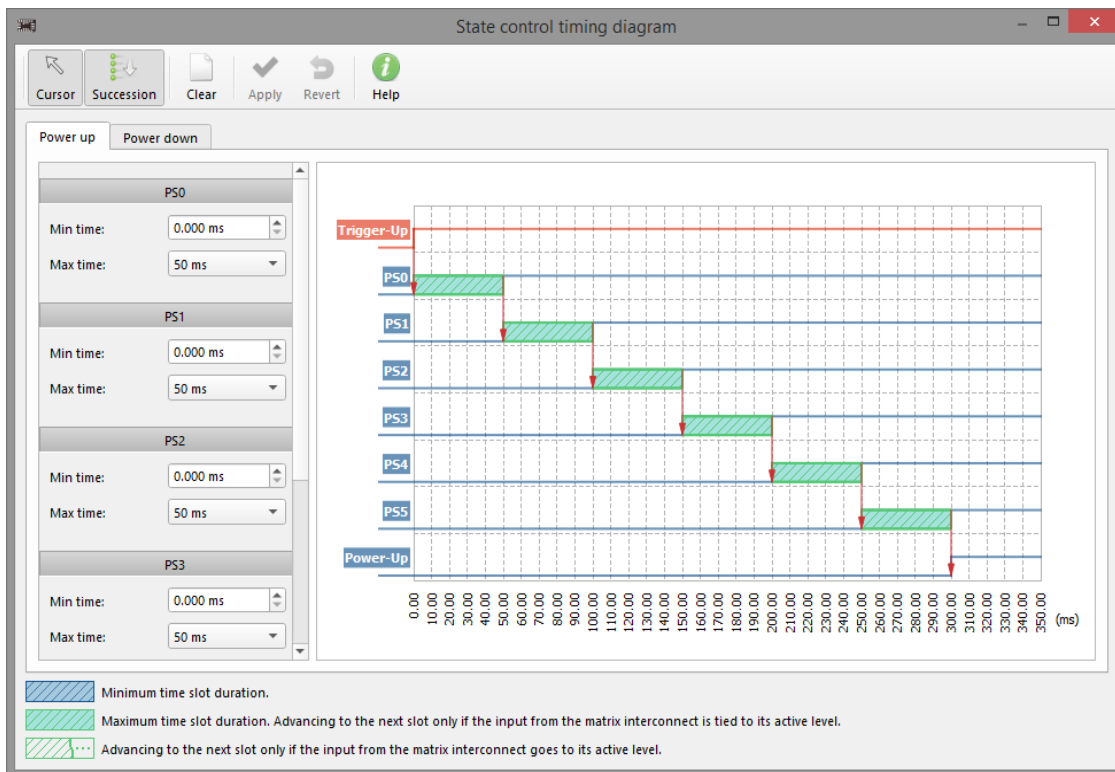 State control timing diagram
Cursor Succession Clear Apply Revert Help
Power up Power down
PS0
Min time: 0.000 ms
Max time: 50 ms
PS1
Min time: 0.000 ms
Max time: 50 ms
PS2
Min time: 0.000 ms
Max time: 50 ms
PS3
Min time: 0.000 ms
Max time: 50 ms
Trigger-Up
PS0
PS1
PS2
PS3
PS4
PS5
Power-Up
0.00 10.00 20.00 30.00 40.00 50.00 60.00 70.00 80.00 90.00 100.00 110.00 120.00 130.00 140.00 150.00 160.00 170.00 180.00 190.00 200.00 210.00 220.00 230.00 240.00 250.00 260.00 270.00 280.00 290.00 300.00 310.00 320.00 330.00 340.00 350.00 (ms)
Minimum time slot duration.
Maximum time slot duration. Advancing to the next slot only if the input from the matrix interconnect is tied to its active level.
Advancing to the next slot only if the input from the matrix interconnect goes to its active level.